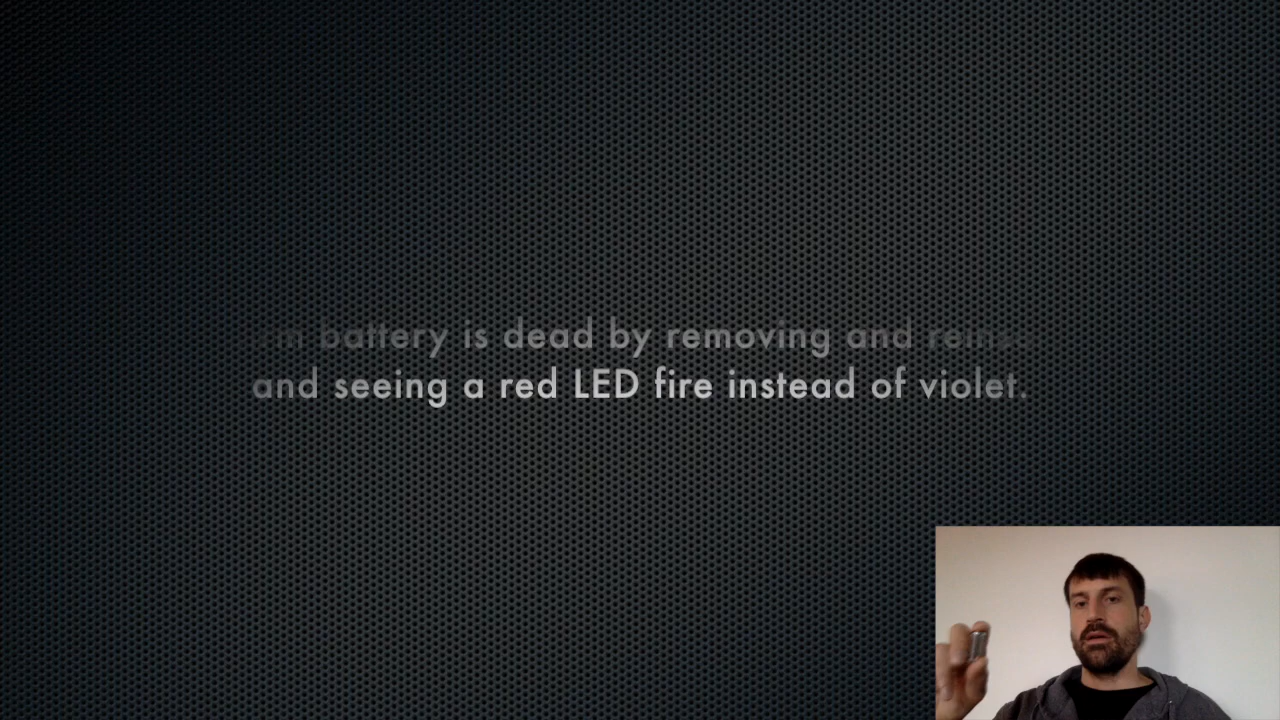 battery is dead by removing and
and seeing a red LED fire instead of violet.